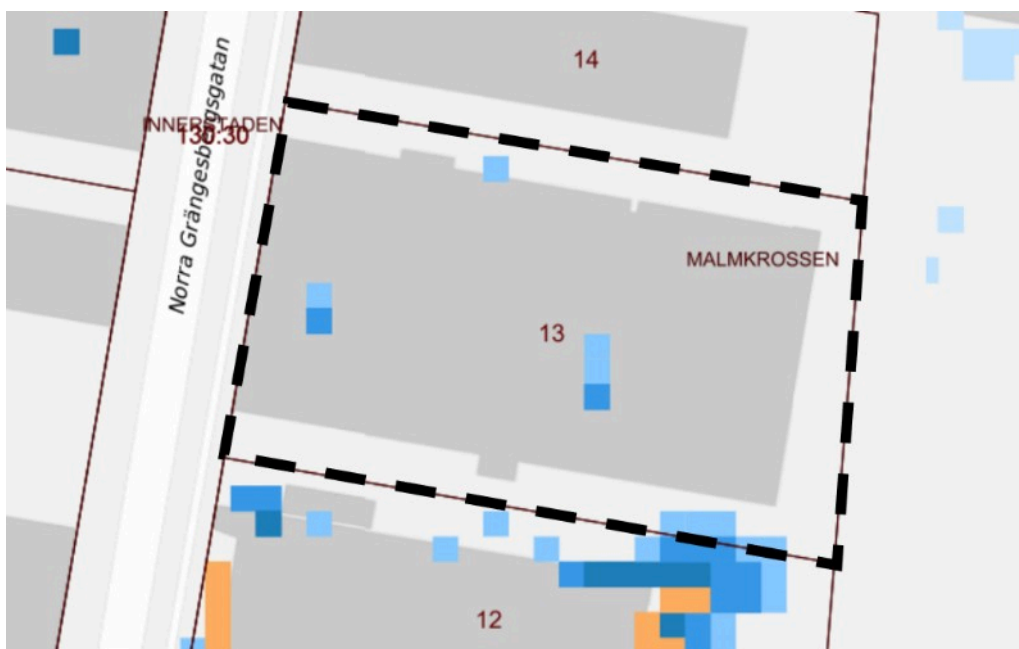 14
INNERSTADEN
130:30
Norra Grängesbergsgatan
MALMKROSSEN
13
12